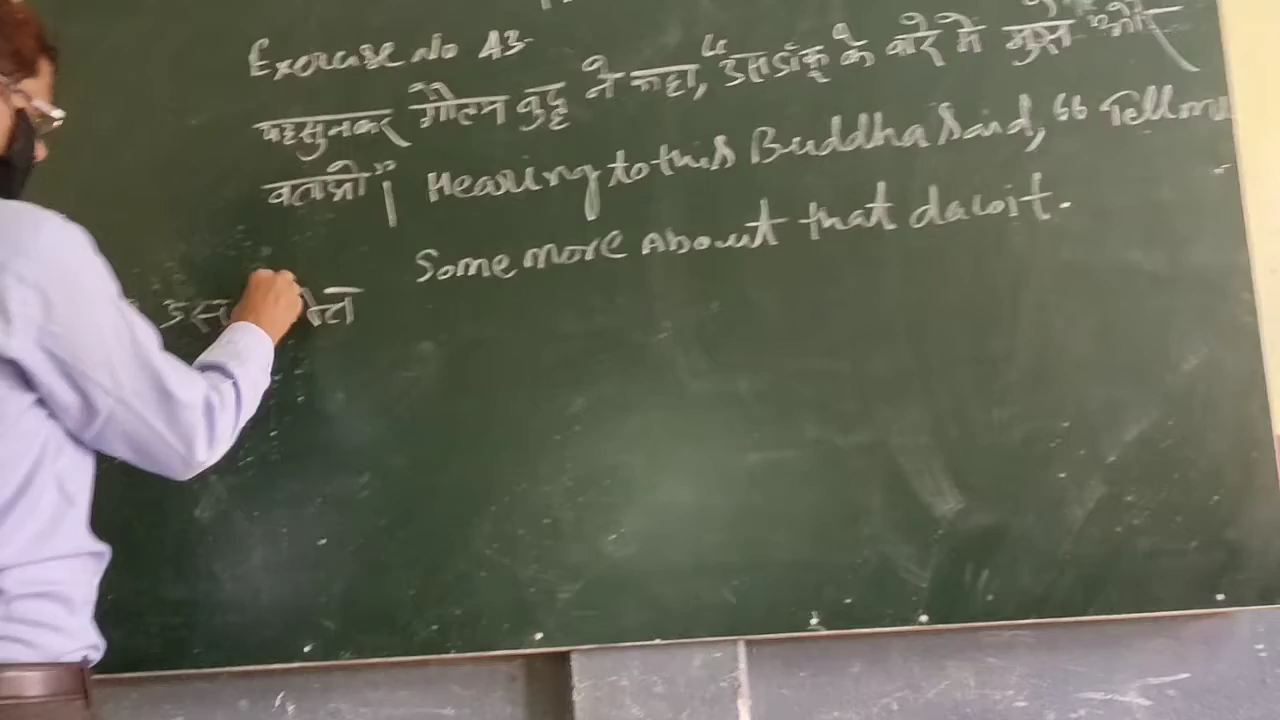 Exercise No 43
यह सुनकर गौतम बुद्ध ने कहा, "उस डाकू के बारे में मुझे और
बताओ"। Hearing to this Buddha Said, "Tell me
Some more About that dacoit.
उस